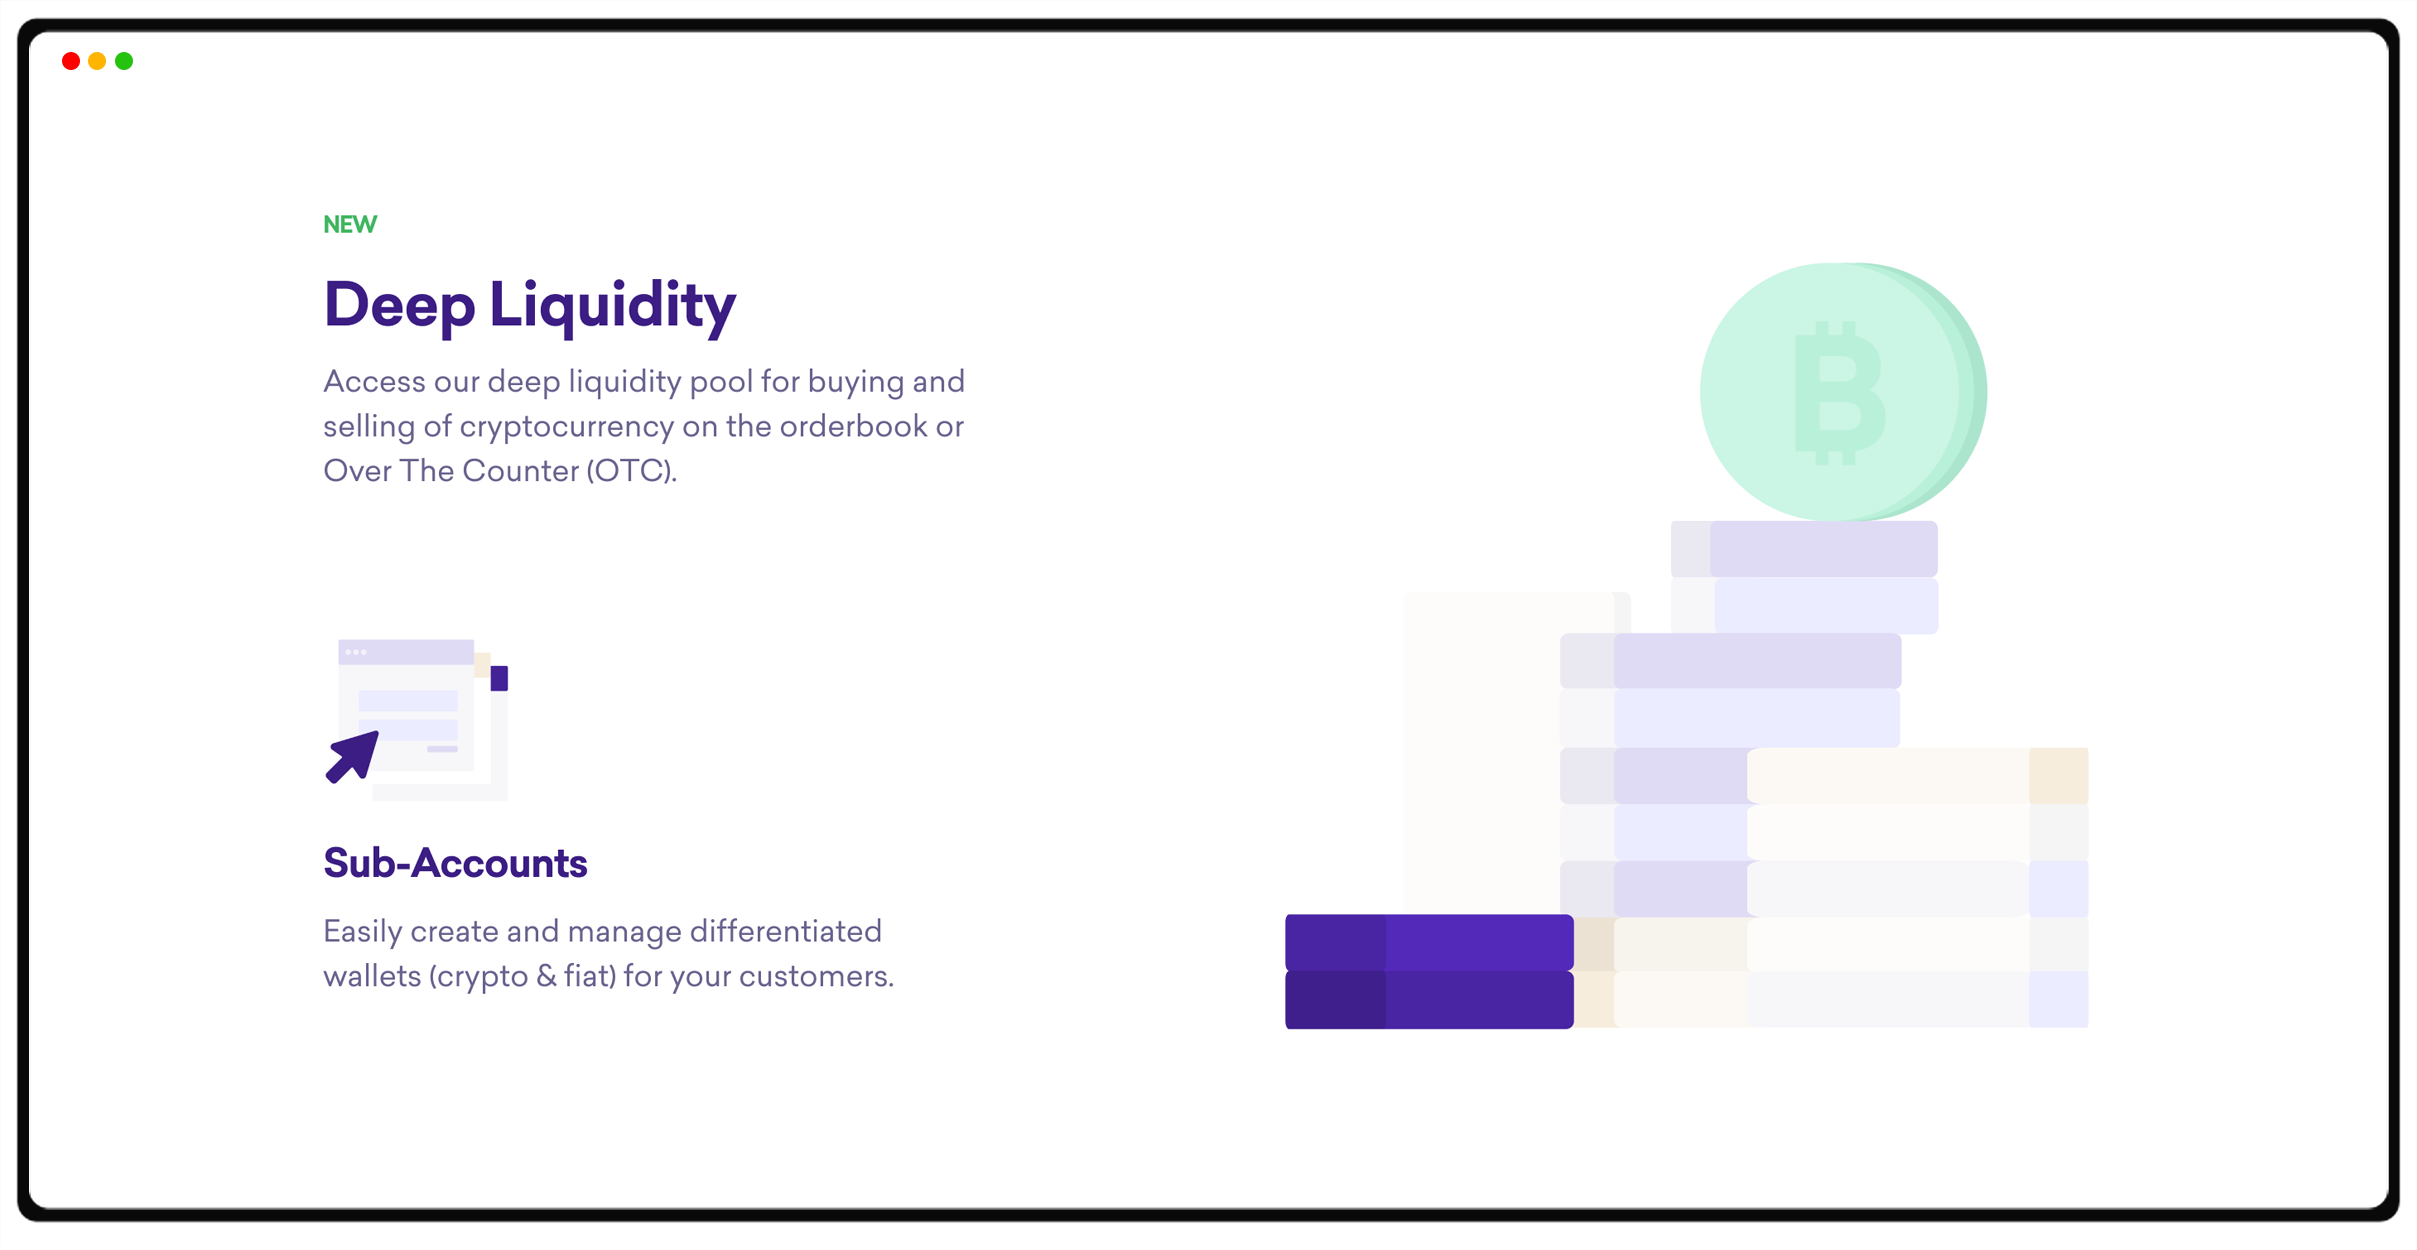 NEW
Deep Liquidity
Access our deep liquidity pool for buying and
selling of cryptocurrency on the orderbook or
Over The Counter (OTC).
Sub-Accounts
Easily create and manage differentiated
wallets (crypto & fiat) for your customers.